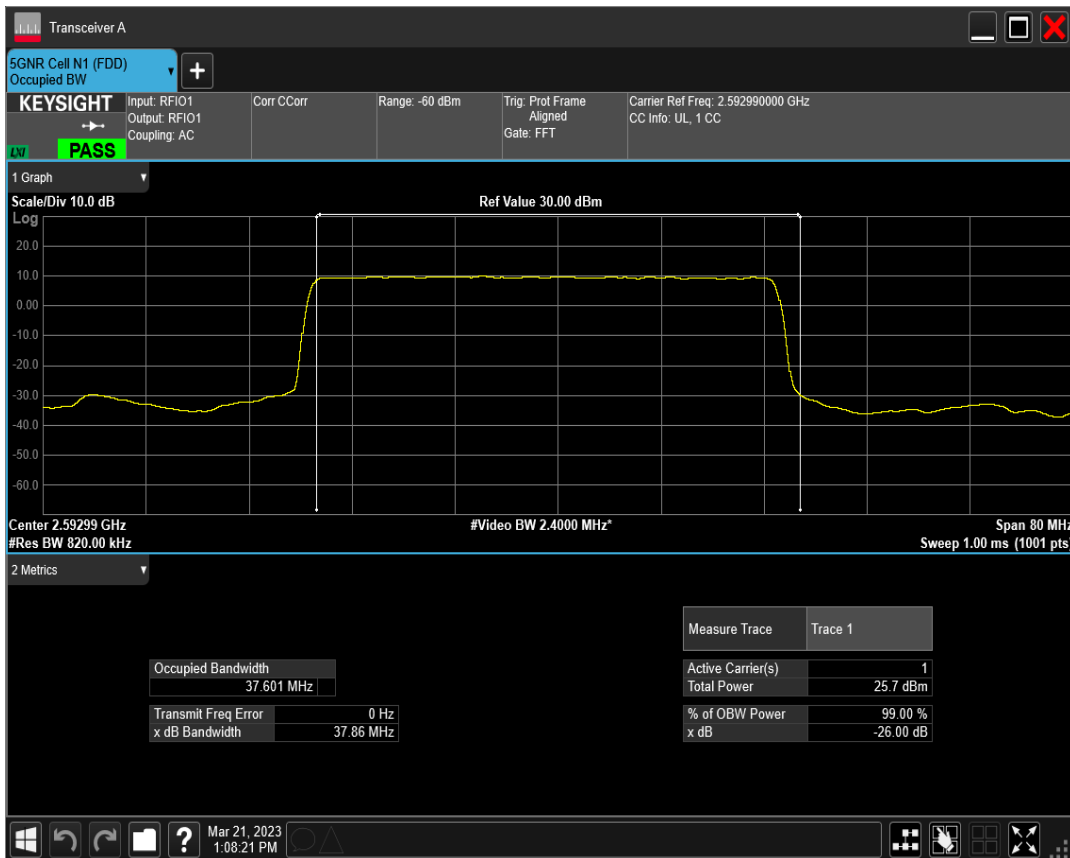 Transceiver A
5GNR Cell N1 (FDD)
Occupied BW
+
KEYSIGHT
LXI
PASS
Input: RFIO1
Output: RFIO1
Coupling: AC
Corr CCorr
Range: -60 dBm
Trig: Prot Frame
Aligned
Gate: FFT
Carrier Ref Freq: 2.592990000 GHz
CC Info: UL, 1 CC
1 Graph
Scale/Div 10.0 dB
Ref Value 30.00 dBm
Log
20.0
10.0
0.00
-10.0
-20.0
-30.0
-40.0
-50.0
-60.0
Center 2.59299 GHz
#Video BW 2.4000 MHz*
Span 80 MHz
#Res BW 820.00 kHz
Sweep 1.00 ms (1001 pts)
2 Metrics
Measure Trace Trace 1
Occupied Bandwidth
37.601 MHz
Active Carrier(s) 1
Total Power 25.7 dBm
Transmit Freq Error 0 Hz
x dB Bandwidth 37.86 MHz
% of OBW Power 99.00 %
x dB -26.00 dB
?
Mar 21, 2023
1:08:21 PM